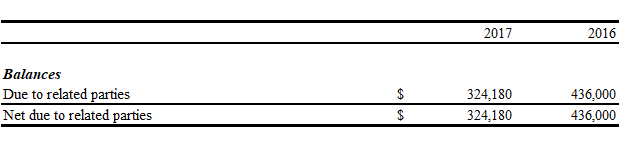 2017 2016
Balances
Due to related parties $ 324,180 436,000
Net due to related parties $ 324,180 436,000